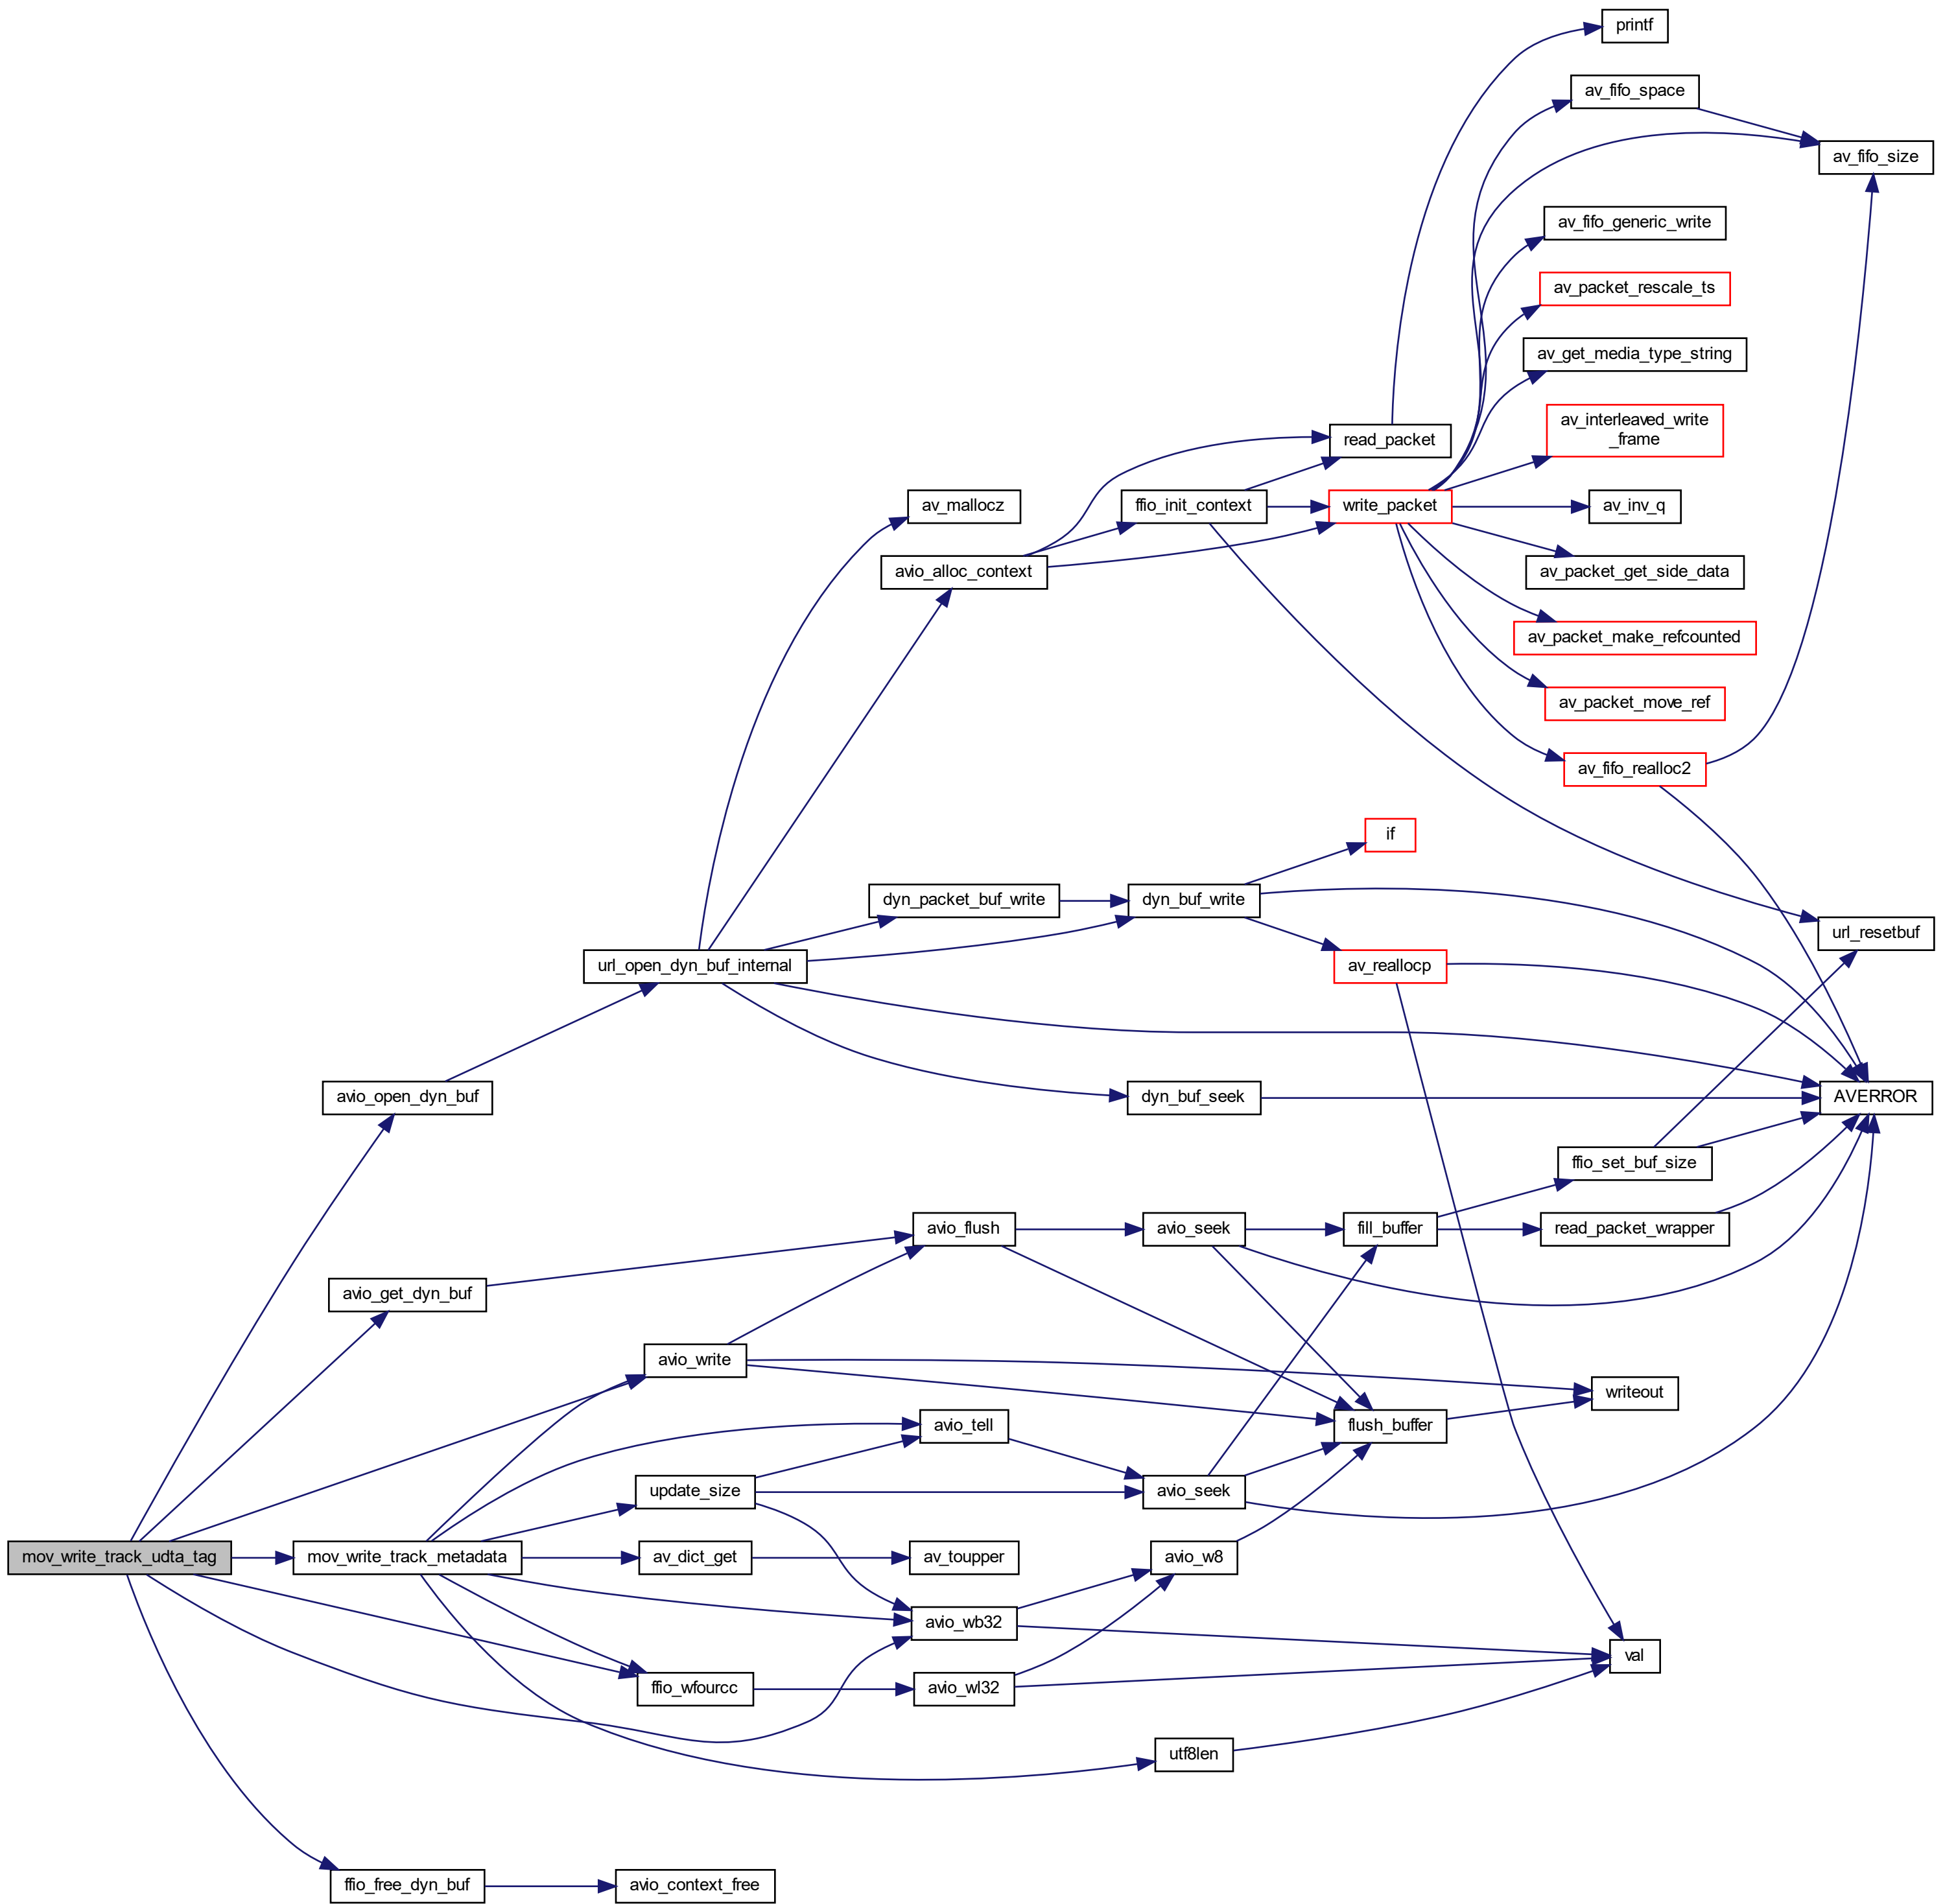 printf
av_fifo_space
av_fifo_size
av_fifo_generic_write
av_packet_rescale_ts
av_get_media_type_string
av_interleaved_write
_frame
read_packet
av_mallocz
ffio_init_context
write_packet
av_inv_q
avio_alloc_context
av_packet_get_side_data
av_packet_make_refcounted
av_packet_move_ref
av_fifo_realloc2
if
dyn_packet_buf_write
dyn_buf_write
url_resetbuf
url_open_dyn_buf_internal
av_reallocp
avio_open_dyn_buf
dyn_buf_seek
AVERROR
ffio_set_buf_size
avio_flush
avio_seek
fill_buffer
read_packet_wrapper
avio_get_dyn_buf
avio_write
writeout
avio_tell
flush_buffer
update_size
avio_seek
mov_write_track_udta_tag
mov_write_track_metadata
av_dict_get
av_toupper
avio_w8
avio_wb32
val
ffio_wfourcc
avio_wl32
utf8len
ffio_free_dyn_buf
avio_context_free